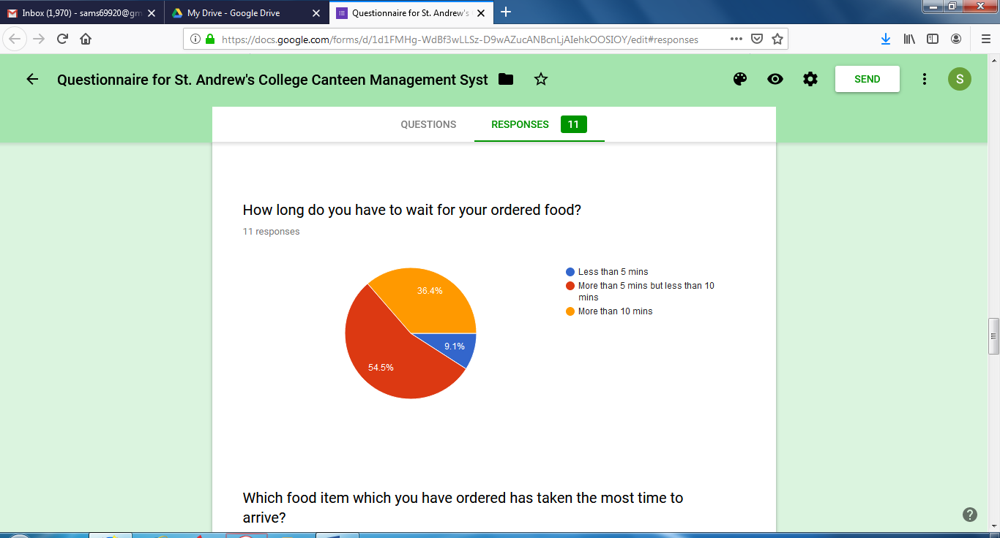 Inbox (1,970) - sams69920@gm
My Drive - Google Drive
Questionnaire for St. Andrew's
https://docs.google.com/forms/d/1d1FMHg-WdBf3wLLSz-D9wAZucANBcnLjAIehkOOSIOY/edit#responses
Questionnaire for St. Andrew's College Canteen Management Syst
SEND
S
QUESTIONS
RESPONSES 11
How long do you have to wait for your ordered food?
11 responses
36.4%
9.1%
54.5%
Less than 5 mins
More than 5 mins but less than 10
mins
More than 10 mins
Which food item which you have ordered has taken the most time to
arrive?
?